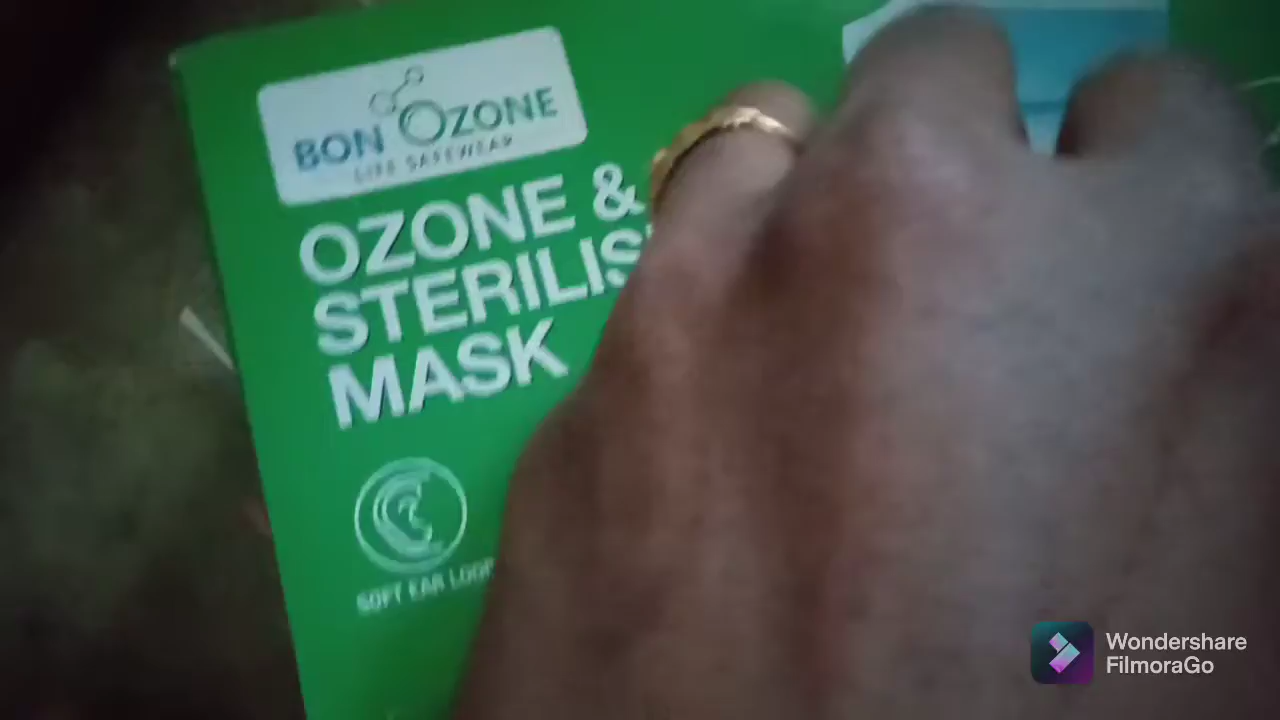 BON OZONE
LIFE SAFEWEAR
OZONE &
STERILIS
MASK
SOFT EAR LOOP
Wondershare
FilmoraGo